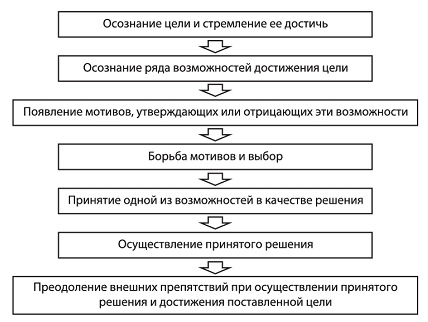 Осознание цели и стремление ее достичь
Осознание ряда возможностей достижения цели
Появление мотивов, утверждающих или отрицающих эти возможности
Борьба мотивов и выбор
Принятие одной из возможностей в качестве решения
Осуществление принятого решения
Преодоление внешних препятствий при осуществлении принятого
решения и достижения поставленной цели